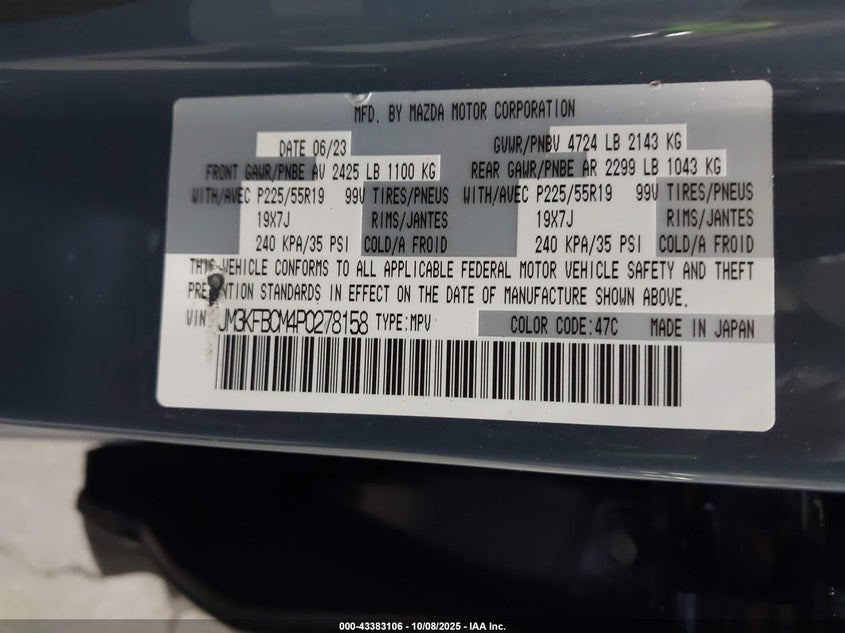 MFD. BY MAZDA MOTOR CORPORATION
DATE 06/23 GVWR/PNBV 4724 LB 2143 KG
FRONT GAWR/PNBE AV 2425 LB 1100 KG REAR GAWR/PNBE AR 2299 LB 1043 KG
WITH/AVEC P225/55R19 99V TIRES/PNEUS WITH/AVEC P225/55R19 99V TIRES/PNEUS
19X7J RIMS/JANTES 19X7J RIMS/JANTES
240 KPA/35 PSI COLD/A FROID 240 KPA/35 PSI COLD/A FROID
THIS VEHICLE CONFORMS TO ALL APPLICABLE FEDERAL MOTOR VEHICLE SAFETY AND THEFT
PREVENTION STANDARDS IN EFFECT ON THE DATE OF MANUFACTURE SHOWN ABOVE.
VIN JM3KFBCM4P0278158 TYPE:MPV COLOR CODE:47C MADE IN JAPAN
000-43383106 - 10/08/2025 - IAA Inc.